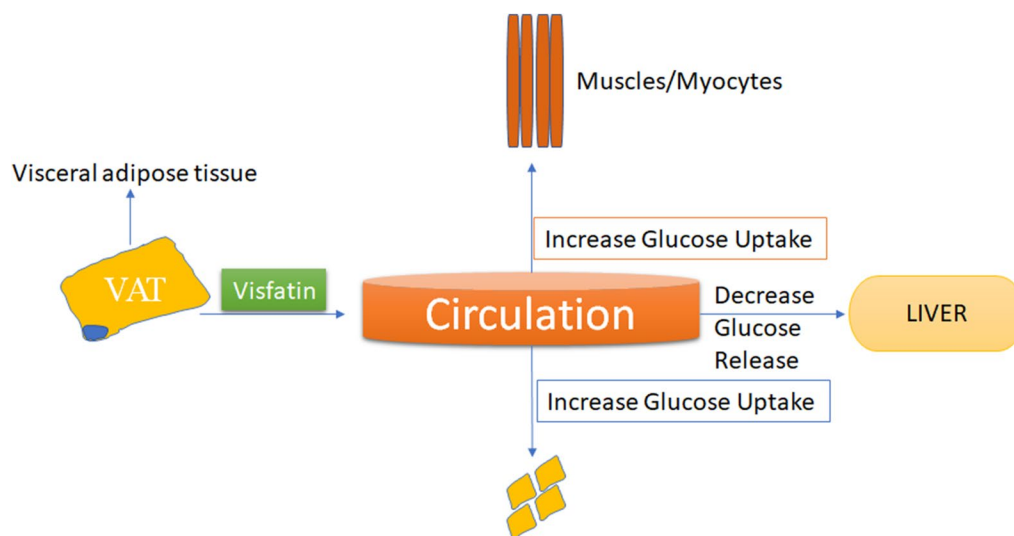 Muscles/Myocytes
Visceral adipose tissue
Increase Glucose Uptake
VAT
Visfatin
Circulation
Decrease
Glucose
Release
LIVER
Increase Glucose Uptake